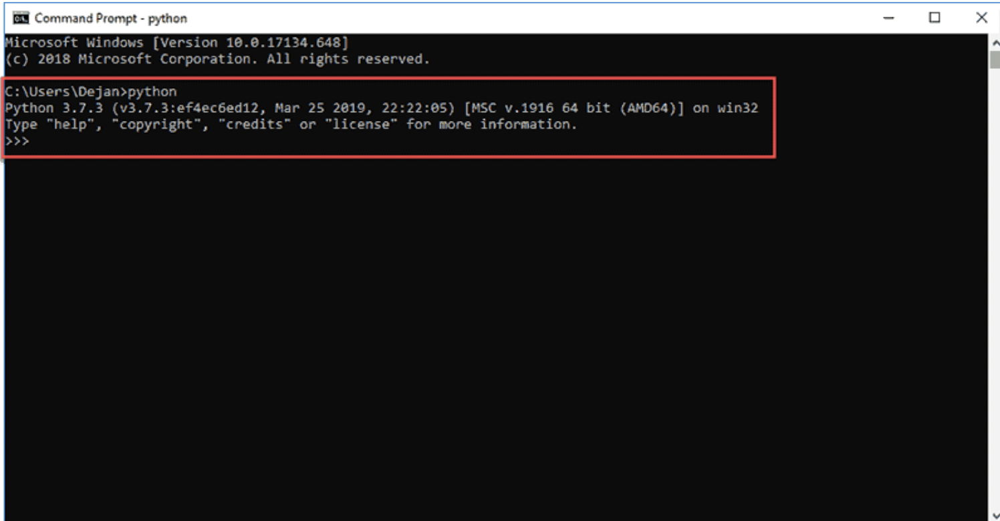 Command Prompt - python
Microsoft Windows [Version 10.0.17134.648]
(c) 2018 Microsoft Corporation. All rights reserved.
C:\Users\Dejan>python
Python 3.7.3 (v3.7.3:ef4ec6ed12, Mar 25 2019, 22:22:05) [MSC v.1916 64 bit (AMD64)] on win32
Type "help", "copyright", "credits" or "license" for more information.
>>>